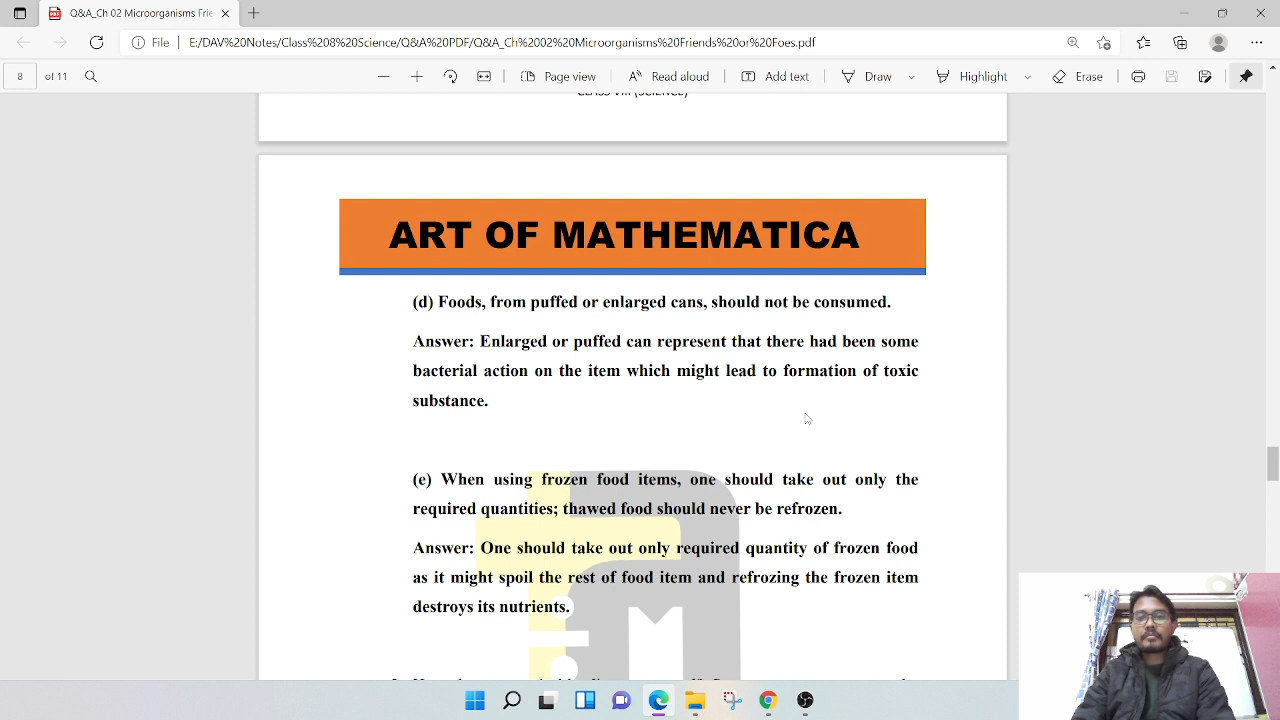 Q&A_Ch 02 Microorganisms Frie
File
E:/DAV%20Notes/Class%208%20Science/Q&A%20PDF/Q&A_Ch%2002%20Microorganisms%20Friends%20or%20Foes.pdf
8 of 11
Page view
Read aloud
Add text
Draw
Highlight
Erase
CLASS-VIII (SCIENCE)
ART OF MATHEMATICA
(d) Foods, from puffed or enlarged cans, should not be consumed.
Answer: Enlarged or puffed can represent that there had been some
bacterial action on the item which might lead to formation of toxic
substance.
(e) When using frozen food items, one should take out only the
required quantities; thawed food should never be refrozen.
Answer: One should take out only required quantity of frozen food
as it might spoil the rest of food item and refrozing the frozen item
destroys its nutrients.